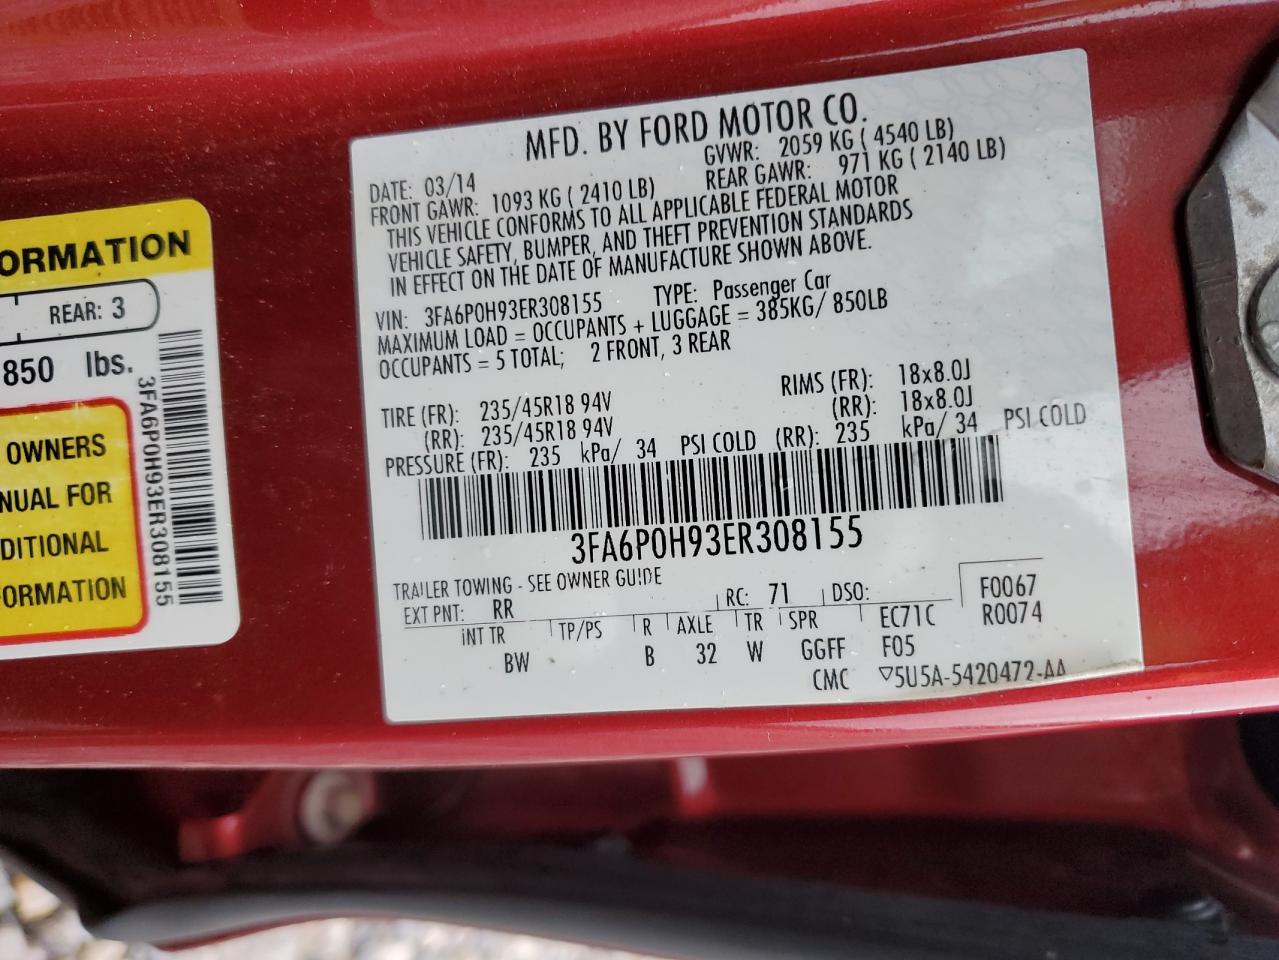 ORMATION
REAR: 3
850 lbs.
OWNERS
NUAL FOR
DITIONAL
ORMATION
3FA6P0H93ER308155
MFD. BY FORD MOTOR CO.
DATE: 03/14 GVWR: 2059 KG ( 4540 LB)
FRONT GAWR: 1093 KG ( 2410 LB) REAR GAWR: 971 KG ( 2140 LB)
THIS VEHICLE CONFORMS TO ALL APPLICABLE FEDERAL MOTOR
VEHICLE SAFETY, BUMPER, AND THEFT PREVENTION STANDARDS
IN EFFECT ON THE DATE OF MANUFACTURE SHOWN ABOVE.
VIN: 3FA6P0H93ER308155 TYPE: Passenger Car
MAXIMUM LOAD = OCCUPANTS + LUGGAGE = 385KG/ 850LB
OCCUPANTS = 5 TOTAL; 2 FRONT, 3 REAR
TIRE (FR): 235/45R18 94V RIMS (FR): 18x8.0J
(RR): 235/45R18 94V (RR): 18x8.0J
PRESSURE (FR): 235 kPa/ 34 PSI COLD (RR): 235 kPa/ 34 PSI COLD
3FA6P0H93ER308155
TRAILER TOWING - SEE OWNER GUIDE
EXT PNT: RR RC: 71 DSO: F0067
INT TR TP/PS R AXLE TR SPR EC71C R0074
BW B 32 W GGFF F05
CMC ▽5U5A-5420472-AA